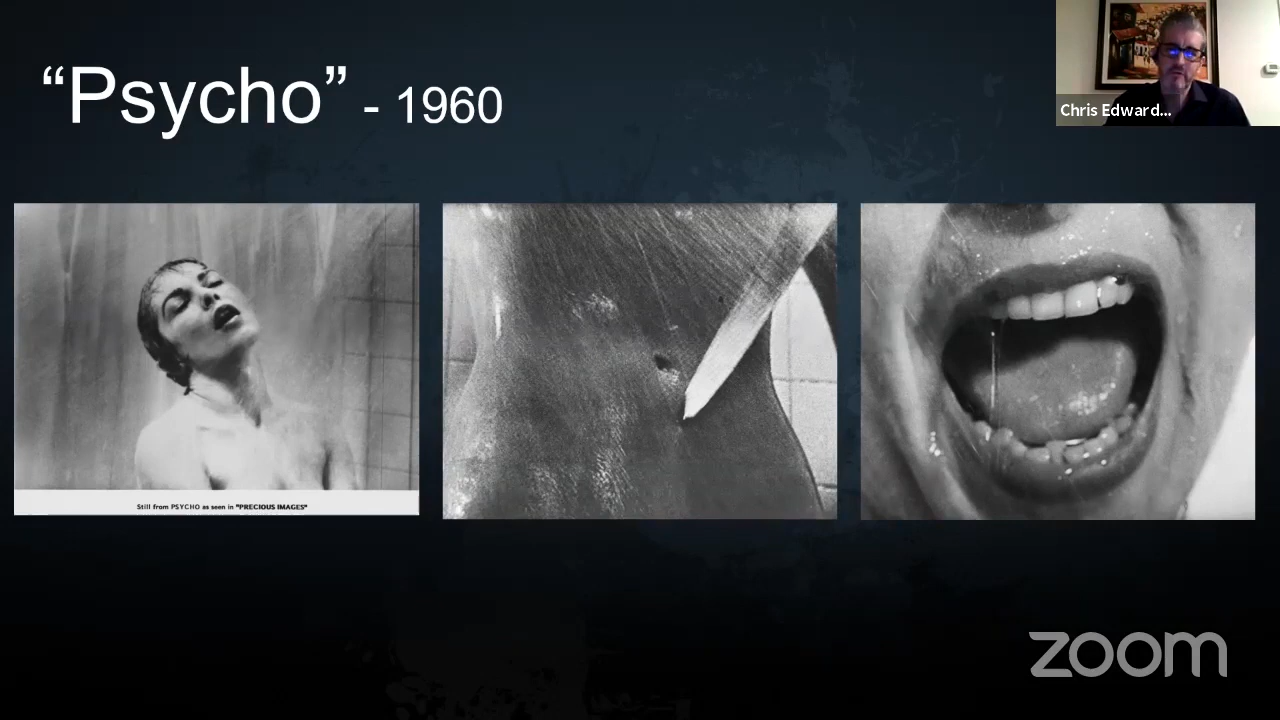 “Psycho” - 1960
Chris Edward...
Still from PSYCHO as seen in "PRECIOUS IMAGES"
zoom